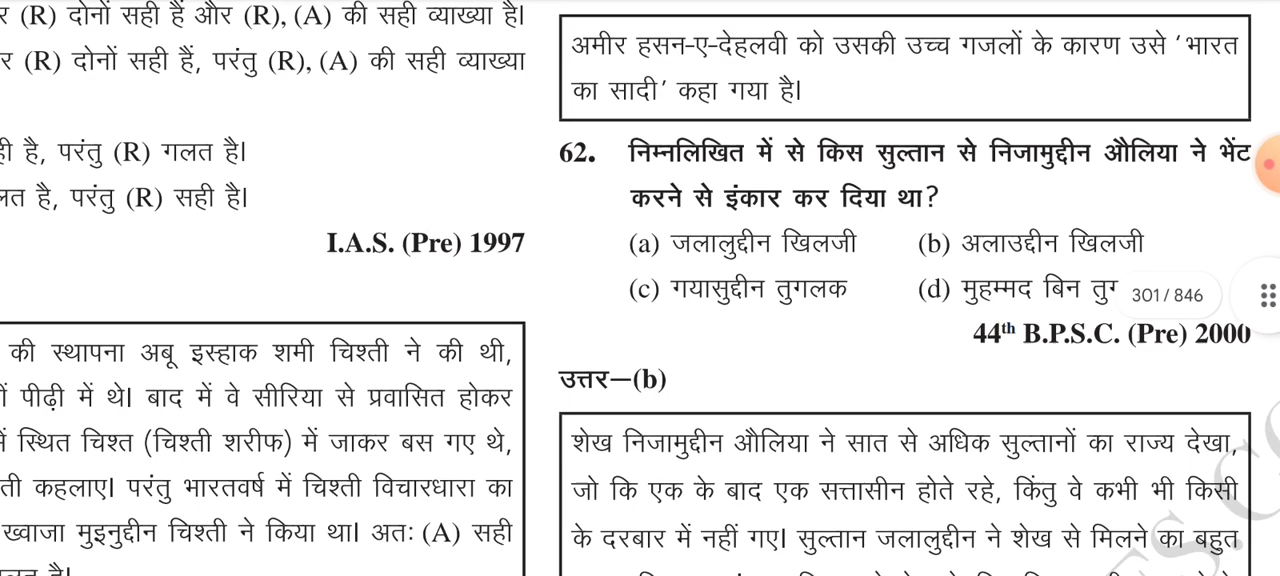 र (R) दोनों सही हैं और (R), (A) की सही व्याख्या है।
र (R) दोनों सही हैं, परंतु (R), (A) की सही व्याख्या
ही है, परंतु (R) गलत है।
लत है, परंतु (R) सही है।
I.A.S. (Pre) 1997
की स्थापना अबू इस्हाक शमी चिश्ती ने की थी,
ीं पीढ़ी में थे। बाद में वे सीरिया से प्रवासित होकर
में स्थित चिश्त (चिश्ती शरीफ) में जाकर बस गए थे,
ती कहलाए। परंतु भारतवर्ष में चिश्ती विचारधारा का
ख्वाजा मुइनुद्दीन चिश्ती ने किया था। अतः (A) सही
अमीर हसन-ए-देहलवी को उसकी उच्च गजलों के कारण उसे ‘भारत
का सादी’ कहा गया है।
62. निम्नलिखित में से किस सुल्तान से निजामुद्दीन औलिया ने भेंट
करने से इंकार कर दिया था?
(a) जलालुद्दीन खिलजी (b) अलाउद्दीन खिलजी
(c) गयासुद्दीन तुगलक (d) मुहम्मद बिन तुग
301 / 846
44th B.P.S.C. (Pre) 2000
उत्तर–(b)
शेख निजामुद्दीन औलिया ने सात से अधिक सुल्तानों का राज्य देखा,
जो कि एक के बाद एक सत्तासीन होते रहे, किंतु वे कभी भी किसी
के दरबार में नहीं गए। सुल्तान जलालुद्दीन ने शेख से मिलने का बहुत